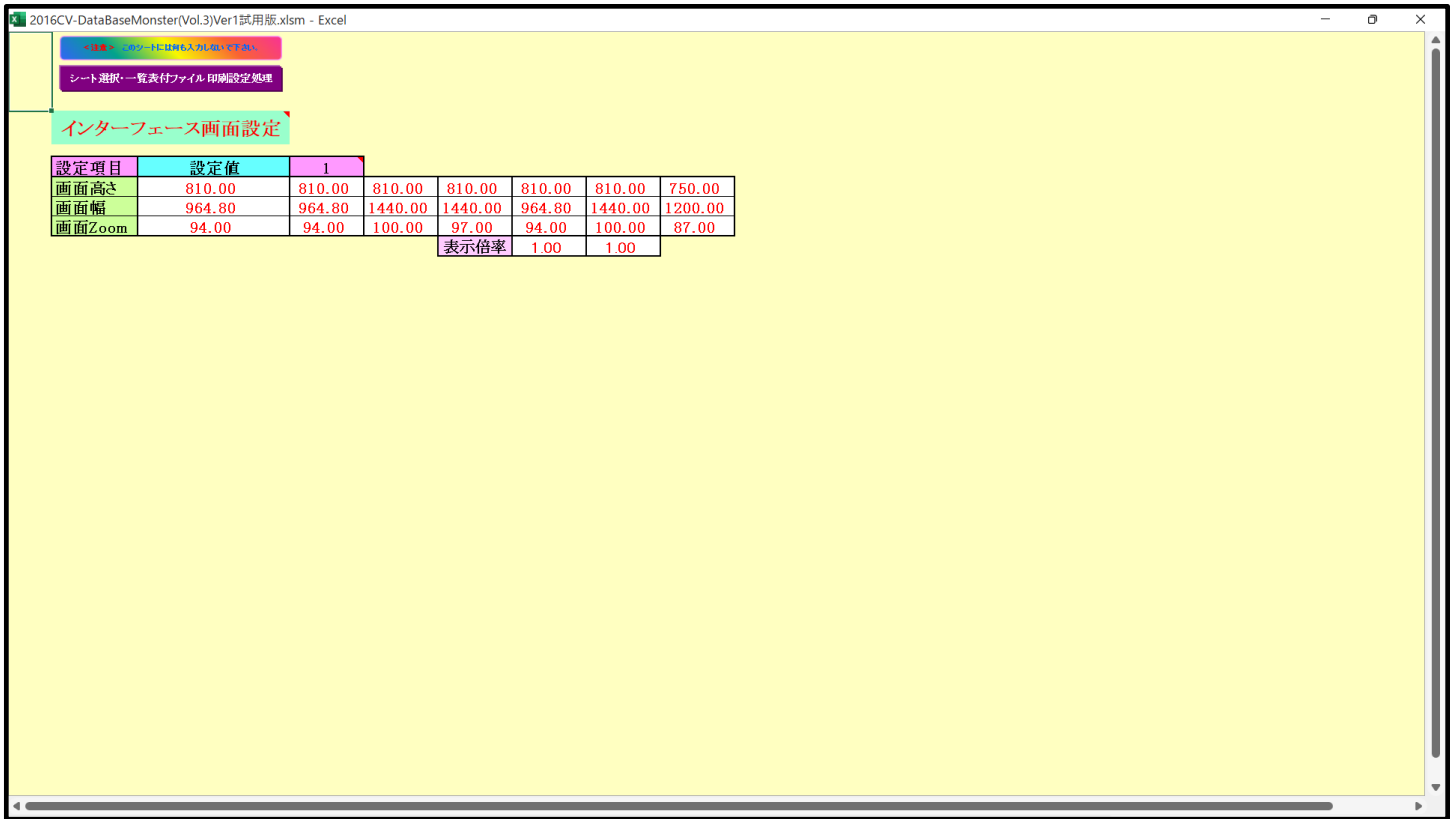 2016CV-DataBaseMonster(Vol.3)Ver1試用版.xlsm - Excel
<注意> このシートには何も入力しないで下さい。
シート選択・一覧表付ファイル 印刷設定処理
インターフェース画面設定
設定項目 設定値 1
画面高さ 810.00 810.00 810.00 810.00 810.00 810.00 750.00
画面幅 964.80 964.80 1440.00 1440.00 964.80 1440.00 1200.00
画面Zoom 94.00 94.00 100.00 97.00 94.00 100.00 87.00
表示倍率 1.00 1.00